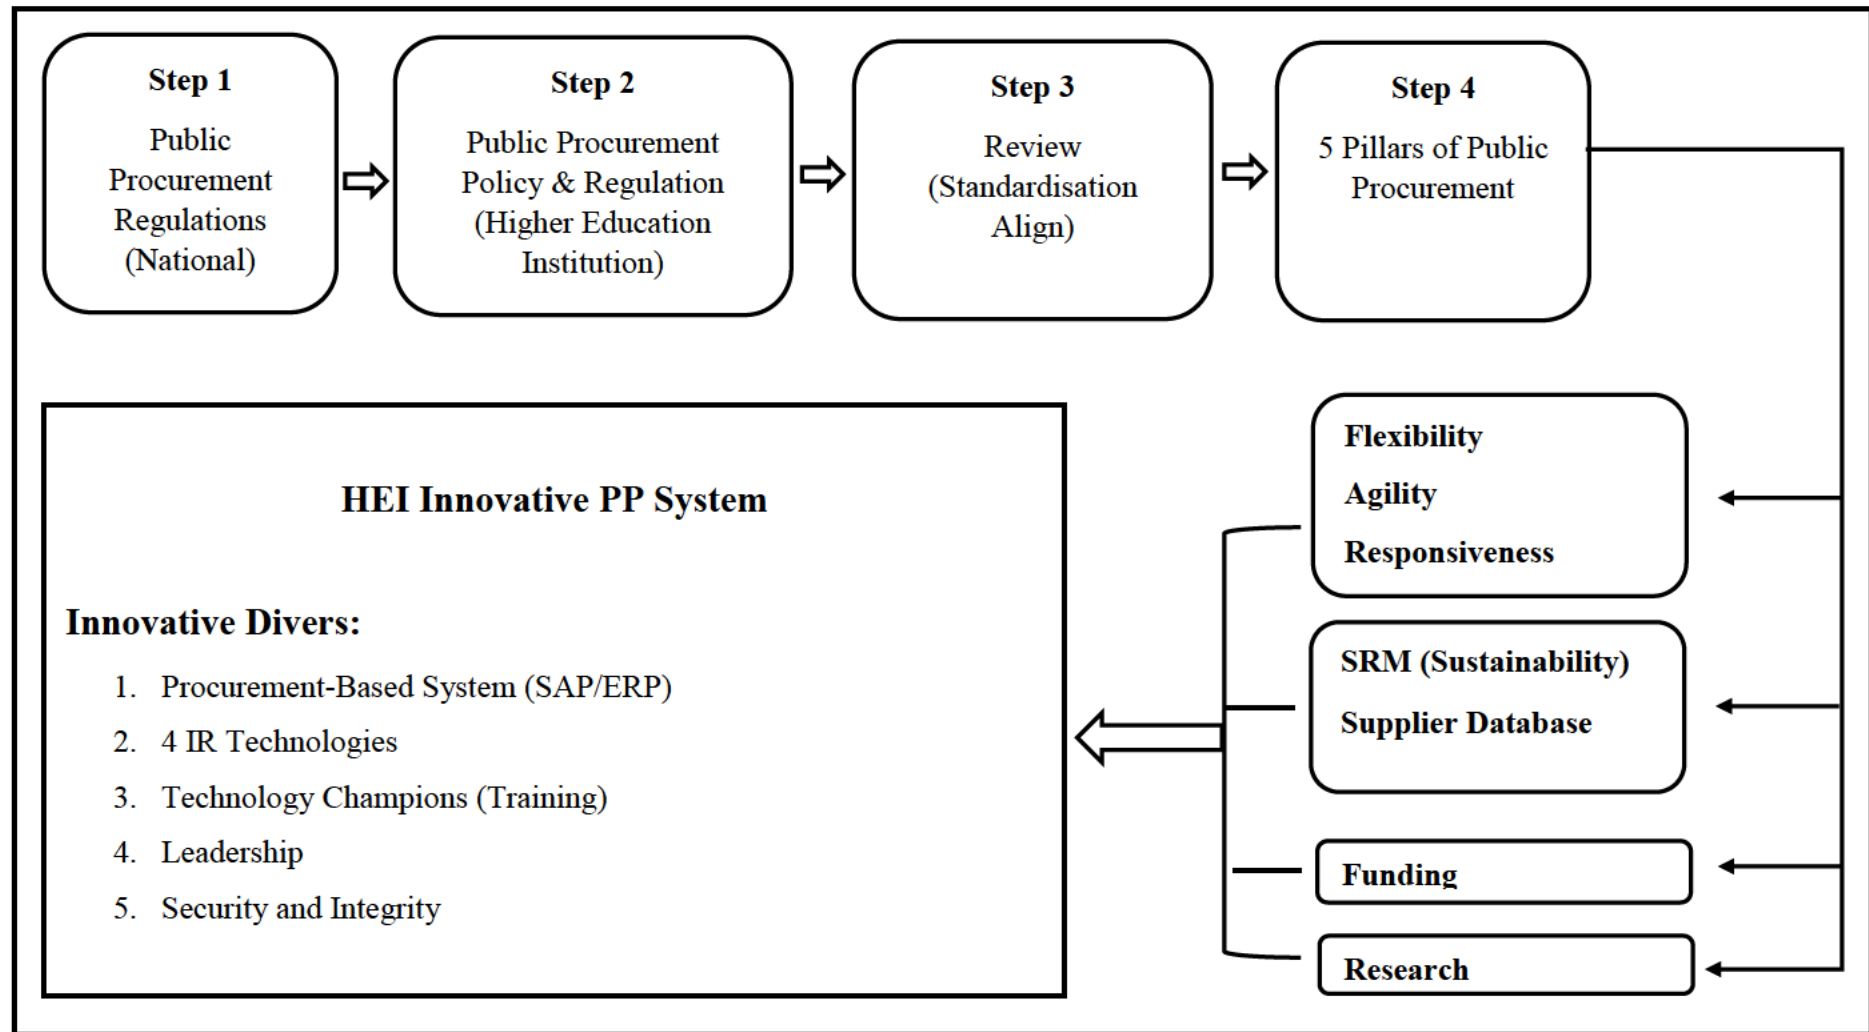 Step 1
Public
Procurement
Regulations
(National)
Step 2
Public Procurement
Policy & Regulation
(Higher Education
Institution)
Step 3
Review
(Standardisation
Align)
Step 4
5 Pillars of Public
Procurement
Flexibility
Agility
Responsiveness
SRM (Sustainability)
Supplier Database
Funding
Research
HEI Innovative PP System
Innovative Divers:
1. Procurement-Based System (SAP/ERP)
2. 4 IR Technologies
3. Technology Champions (Training)
4. Leadership
5. Security and Integrity